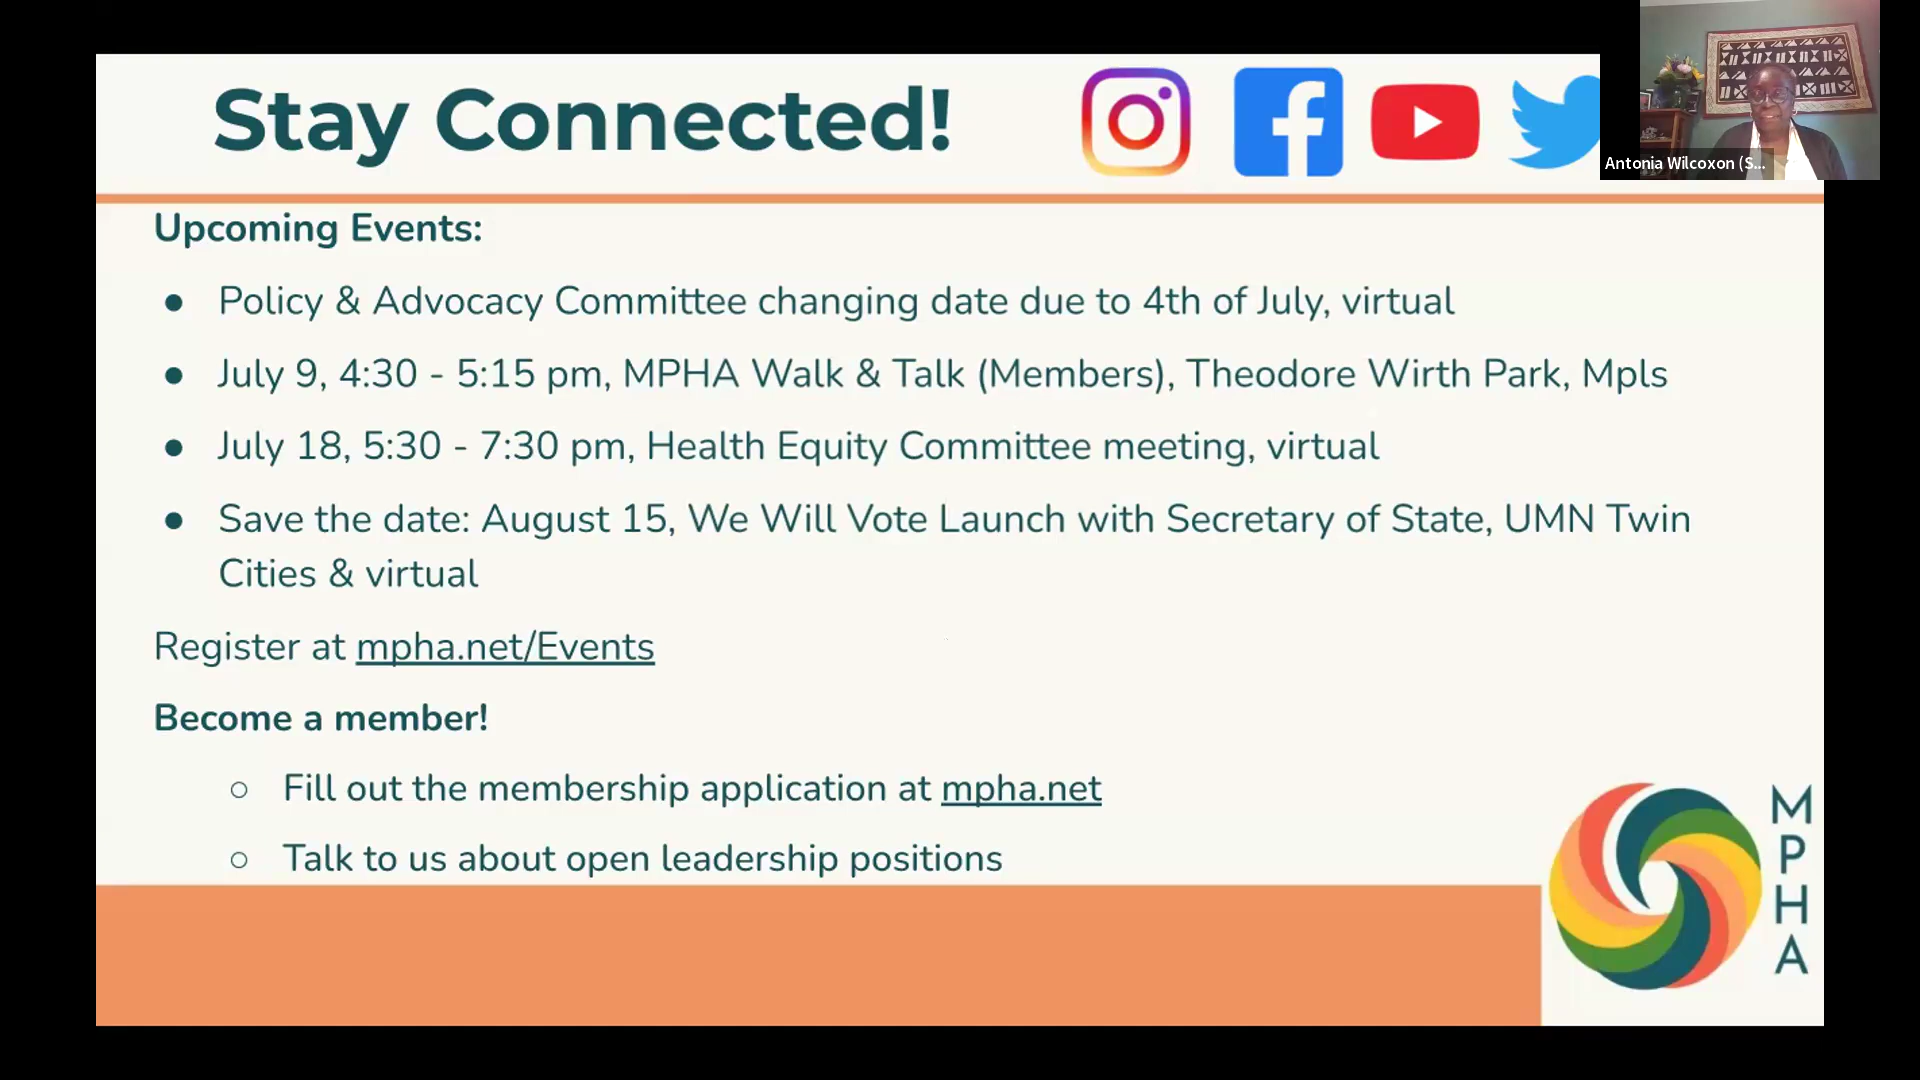 Stay Connected!
Antonia Wilcoxon (S...
Upcoming Events:
● Policy & Advocacy Committee changing date due to 4th of July, virtual
● July 9, 4:30 - 5:15 pm, MPHA Walk & Talk (Members), Theodore Wirth Park, Mpls
● July 18, 5:30 - 7:30 pm, Health Equity Committee meeting, virtual
● Save the date: August 15, We Will Vote Launch with Secretary of State, UMN Twin
Cities & virtual
Register at mpha.net/Events
Become a member!
○ Fill out the membership application at mpha.net
○ Talk to us about open leadership positions
MPHA